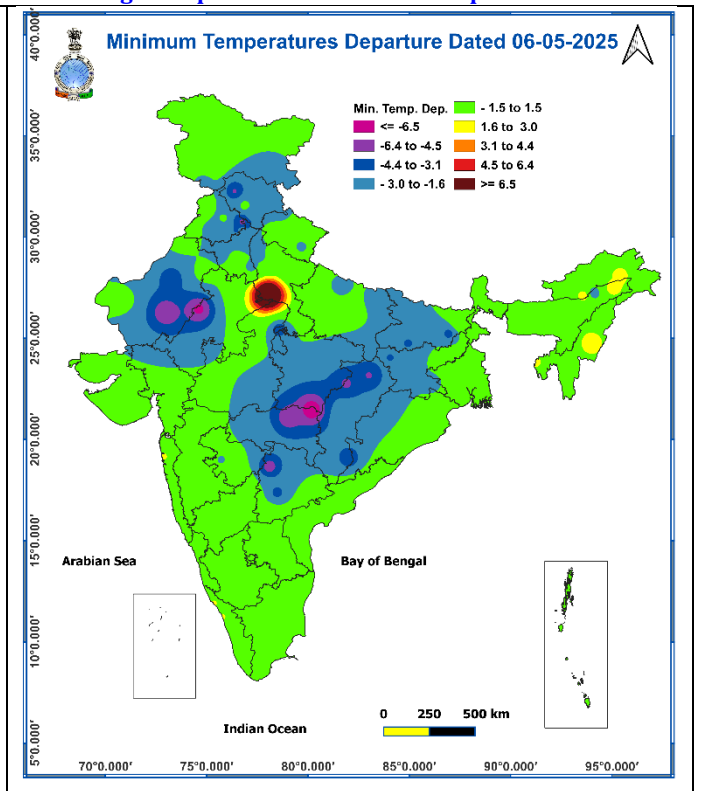 Minimum Temperatures Departure Dated 06-05-2025
Min. Temp. Dep.
<= -6.5
-6.4 to -4.5
-4.4 to -3.1
- 3.0 to -1.6
- 1.5 to 1.5
1.6 to 3.0
3.1 to 4.4
4.5 to 6.4
>= 6.5
40°0.000'
35°0.000'
30°0.000'
25°0.000'
20°0.000'
15°0.000'
10°0.000'
5°0.000'
Arabian Sea
Bay of Bengal
Indian Ocean
0 250 500 km
70°0.000' 75°0.000' 80°0.000' 85°0.000' 90°0.000' 95°0.000'